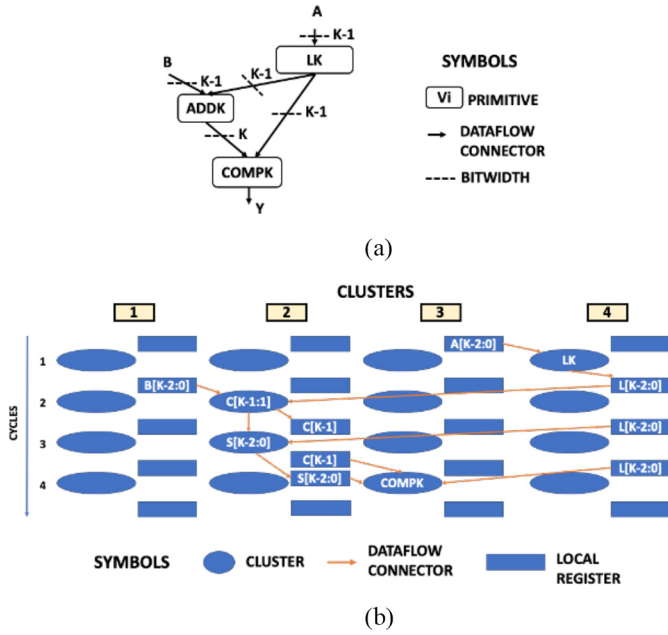 A
K-1
LK
B
K-1
K-1
ADDK
K-1
K
COMPK
Y
SYMBOLS
Vi PRIMITIVE
DATAFLOW
CONNECTOR
BITWIDTH
(a)
CLUSTERS
1 2 3 4
CYCLES
1 A[K-2:0] LK
B[K-2:0] L[K-2:0]
2 C[K-1:1]
C[K-1] L[K-2:0]
3 S[K-2:0]
C[K-1] L[K-2:0]
4 S[K-2:0] COMPK
SYMBOLS CLUSTER DATAFLOW
CONNECTOR LOCAL
REGISTER
(b)